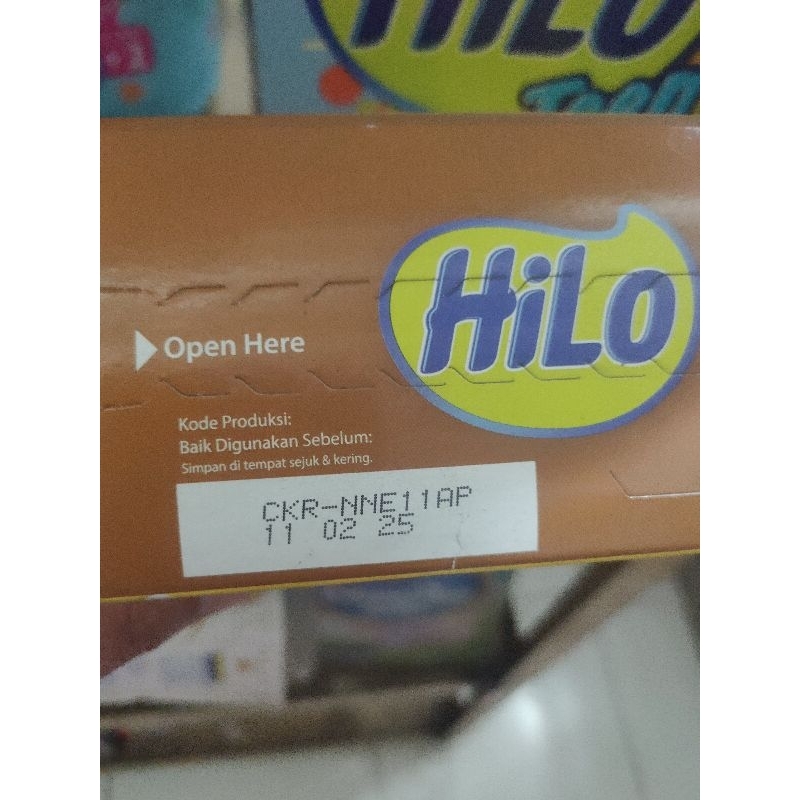 HiLo
Teen
HiLo
Open Here
Kode Produksi:
Baik Digunakan Sebelum:
Simpan di tempat sejuk & kering.
CKR-NNE11AP
11 02 25